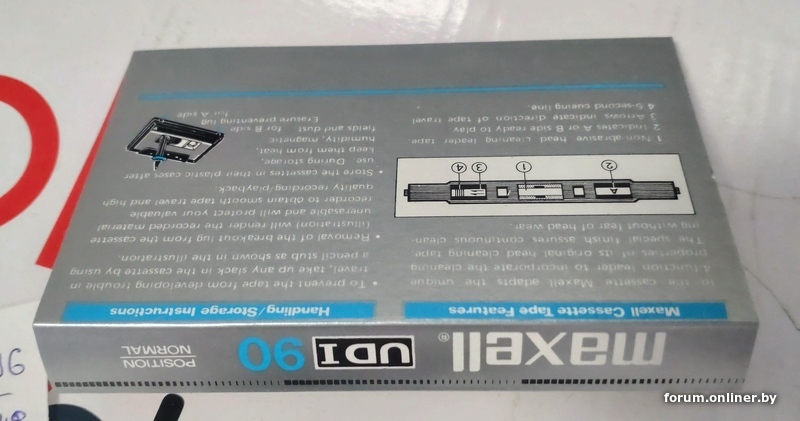 maxell®
UD I 90
POSITION
NORMAL
Maxell Cassette Tape Features
The cassette Maxell adapts the unique
4-function leader to incorporate the cleaning
properties of its original head cleaning tape.
The special finish assures continuous clean-
ing without fear of head wear.
A
2
1
3
4
1 Non-abrasive head cleaning leader tape
2 Indicates A or B side ready to play
3 Arrows indicate direction of tape travel
4 5-second cueing line
Handling/Storage Instructions
• To prevent the tape from developing trouble in
travel, take up any slack in the cassette by using
a pencil stub as shown in the illustration.
• Removal of the breakout lug from the cassette
(illustration) will render the recorded material
unerasable and will protect your valuable
recorder to obtain smooth tape travel and high
quality recording-playback.
• Store the cassettes in their plastic cases after
use. During storage,
keep them from heat,
humidity, magnetic
fields and dust.
for B side
Erasure preventing lug
for A side
forum.onliner.by